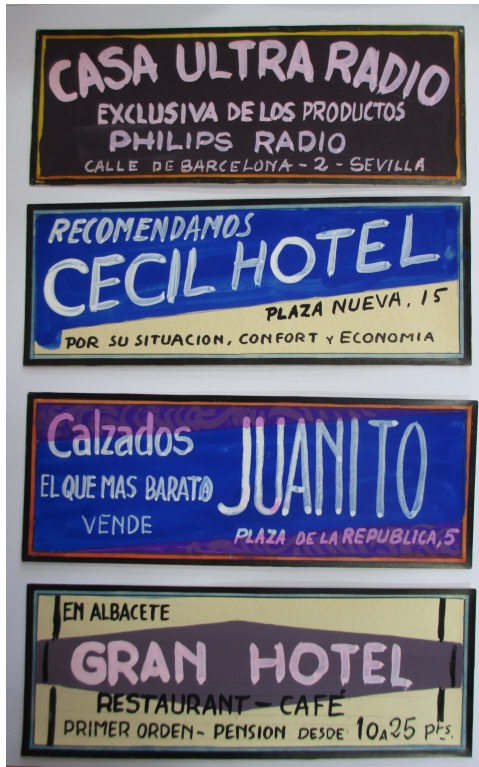 CASA ULTRA RADIO
EXCLUSIVA DE LOS PRODUCTOS
PHILIPS RADIO
CALLE DE BARCELONA - 2 - SEVILLA
RECOMENDAMOS
CECIL HOTEL
PLAZA NUEVA, 15
POR SU SITUACION, CONFORT Y ECONOMIA
Calzados
JUANITO
EL QUE MAS BARATO
VENDE
PLAZA DE LA REPUBLICA, 5
EN ALBACETE
GRAN HOTEL
RESTAURANT - CAFÉ
PRIMER ORDEN - PENSION DESDE 10 A 25 pts.